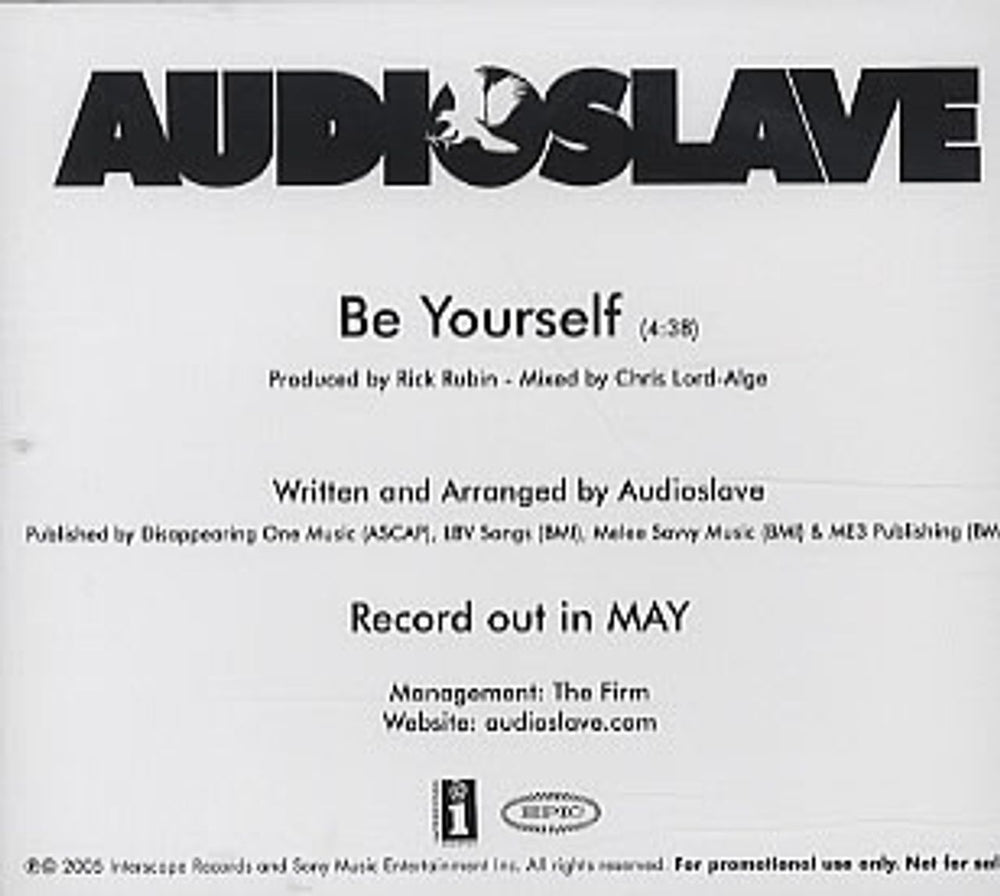 AUDIOSLAVE
Be Yourself (4:38)
Produced by Rick Rubin - Mixed by Chris Lord-Alge
Written and Arranged by Audioslave
Published by Disappearing One Music (ASCAP), LBV Songs (BMI), Melee Savvy Music (BMI) & ME3 Publishing (BM
Record out in MAY
Management: The Firm
Website: audioslave.com
i EPIC
℗© 2005 Interscope Records and Sony Music Entertainment Inc. All rights reserved. For promotional use only. Not for sal